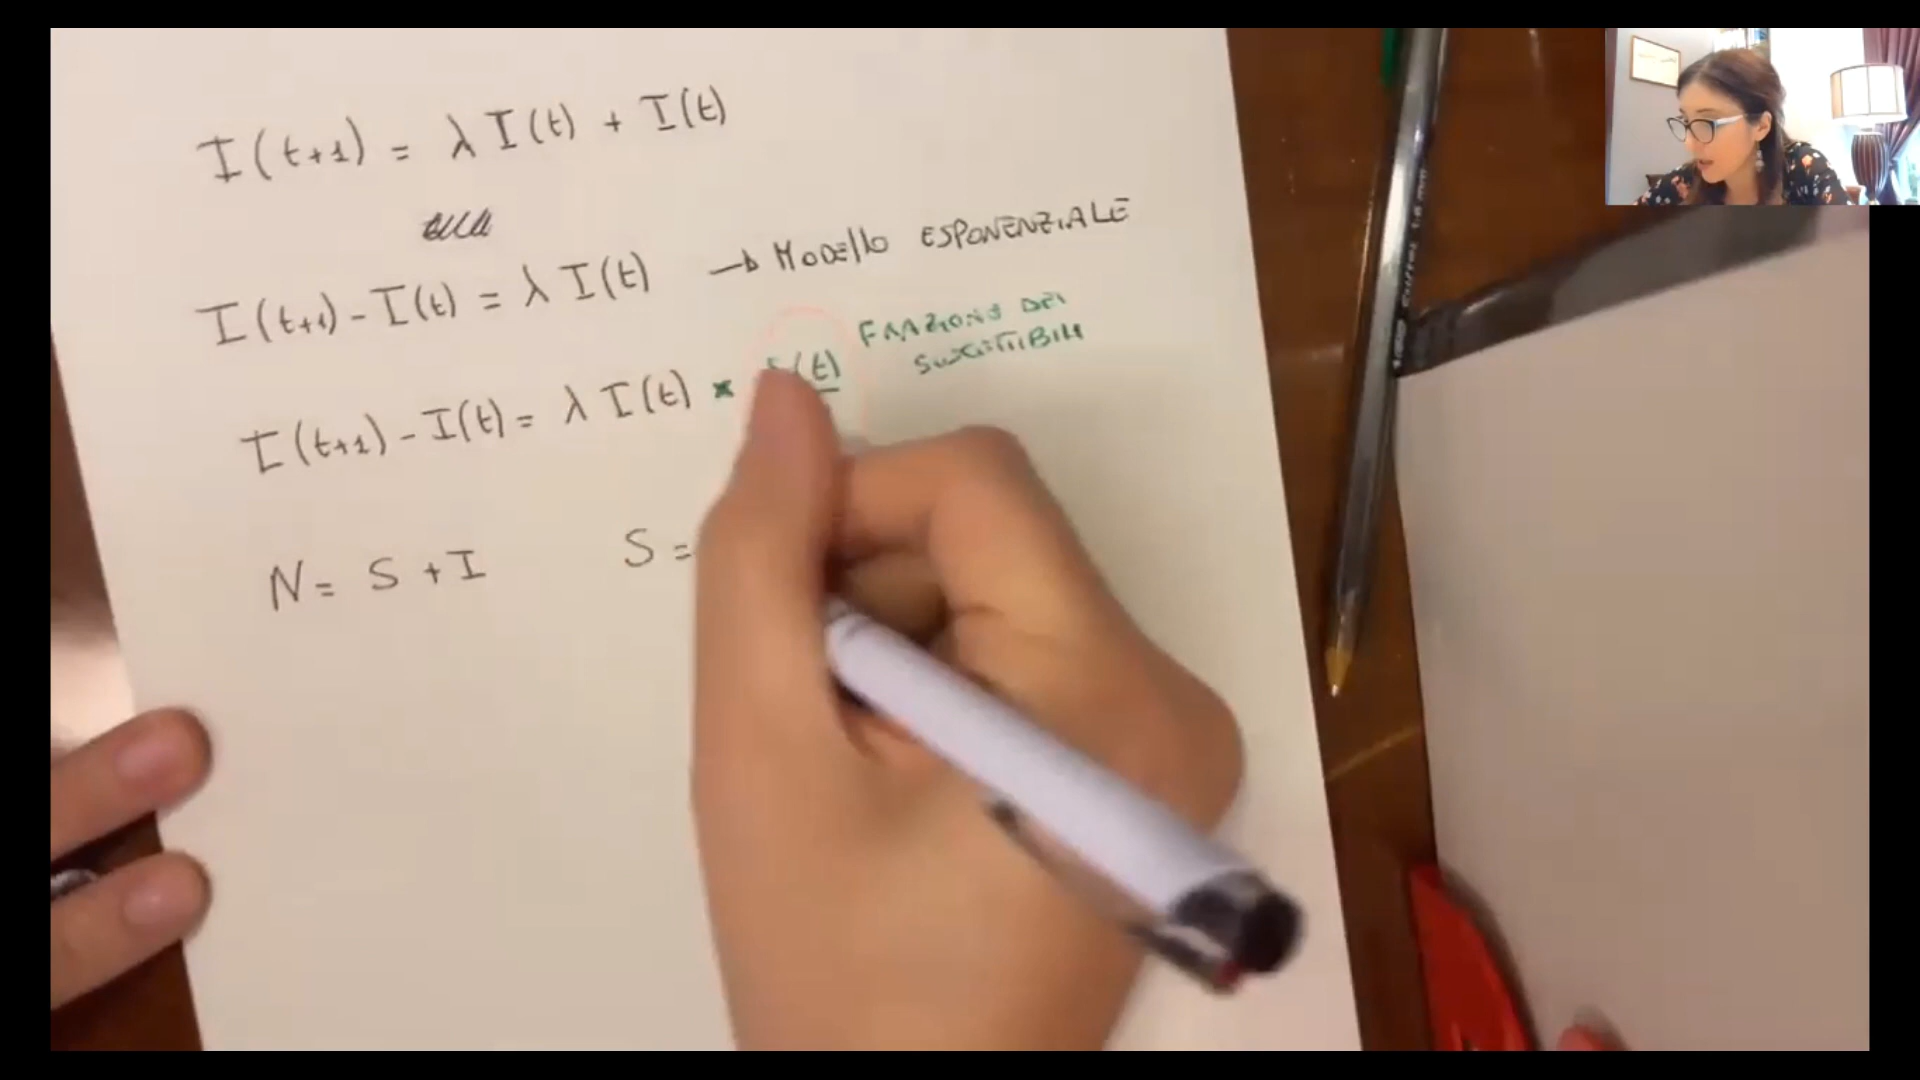 I(t+1) = λ I(t) + I(t)
I(t+1) - I(t) = λ I(t) → MODELLO ESPONENZIALE
I(t+1) - I(t) = λ I(t) * S(t)
FRAZIONE DEI
SUSCETTIBILI
N = S + I
S =